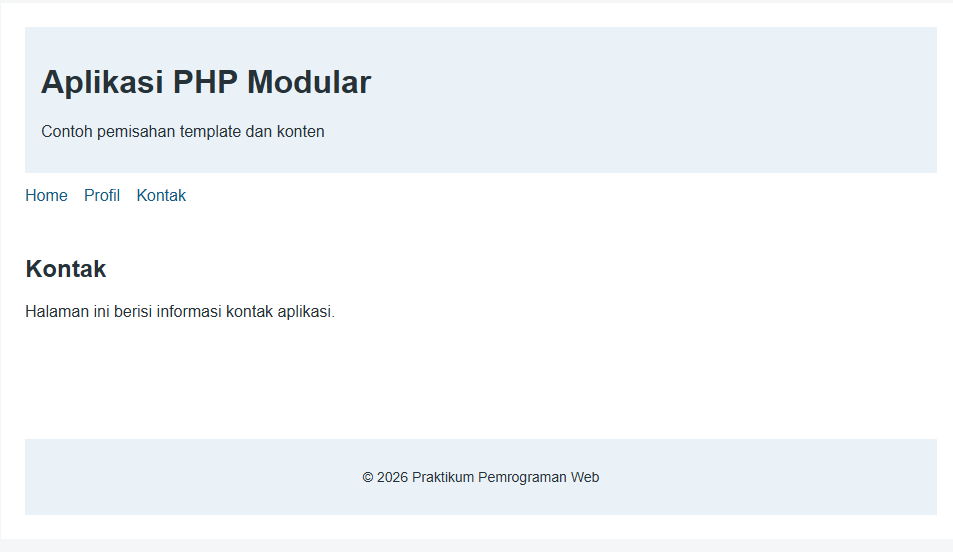 Aplikasi PHP Modular
Contoh pemisahan template dan konten
Home Profil Kontak
Kontak
Halaman ini berisi informasi kontak aplikasi.
© 2026 Praktikum Pemrograman Web